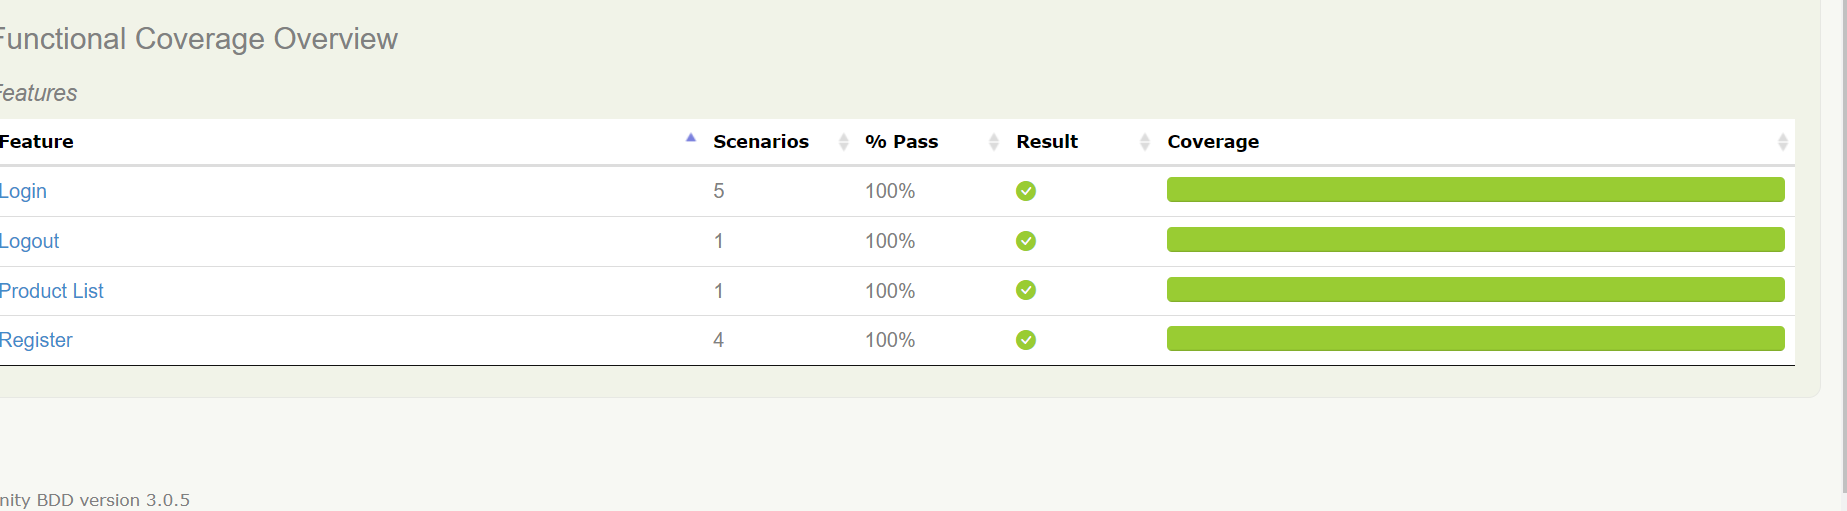 Functional Coverage Overview
Features
Feature Scenarios % Pass Result Coverage
Login 5 100%
Logout 1 100%
Product List 1 100%
Register 4 100%
nity BDD version 3.0.5